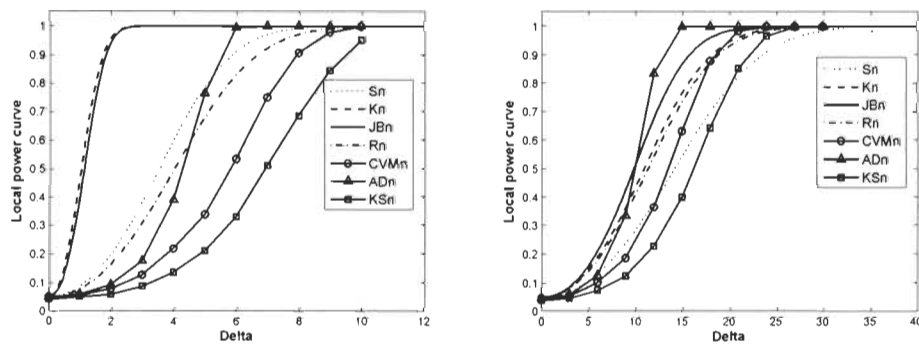 Local power curve
1
0.9
0.8
0.7
0.6
0.5
0.4
0.3
0.2
0.1
0
0 2 4 6 8 10 12
Delta
Sn
Kn
JBn
Rn
CVMn
ADn
KSn
Local power curve
1
0.9
0.8
0.7
0.6
0.5
0.4
0.3
0.2
0.1
0
0 5 10 15 20 25 30 35 40
Delta
Sn
Kn
JBn
Rn
CVMn
ADn
KSn